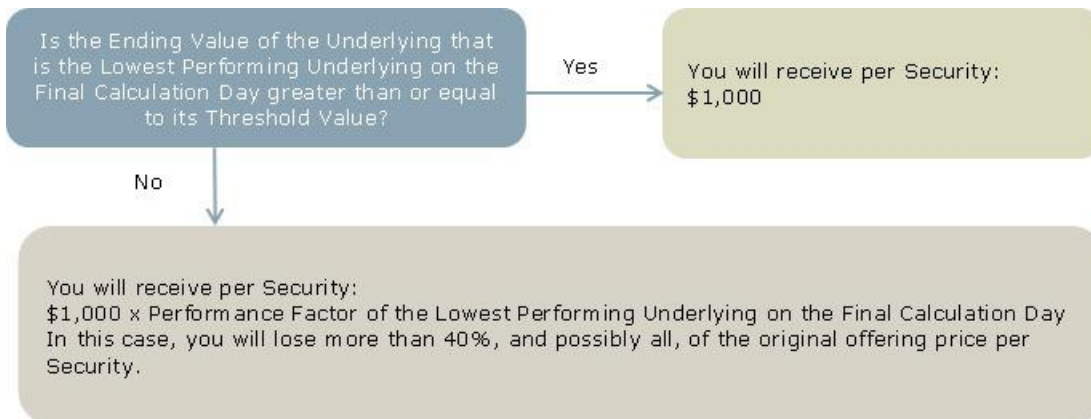 Is the Ending Value of the Underlying that
is the Lowest Performing Underlying on the
Final Calculation Day greater than or equal
to its Threshold Value?
Yes
You will receive per Security:
$1,000
No
You will receive per Security:
$1,000 x Performance Factor of the Lowest Performing Underlying on the Final Calculation Day
In this case, you will lose more than 40%, and possibly all, of the original offering price per
Security.